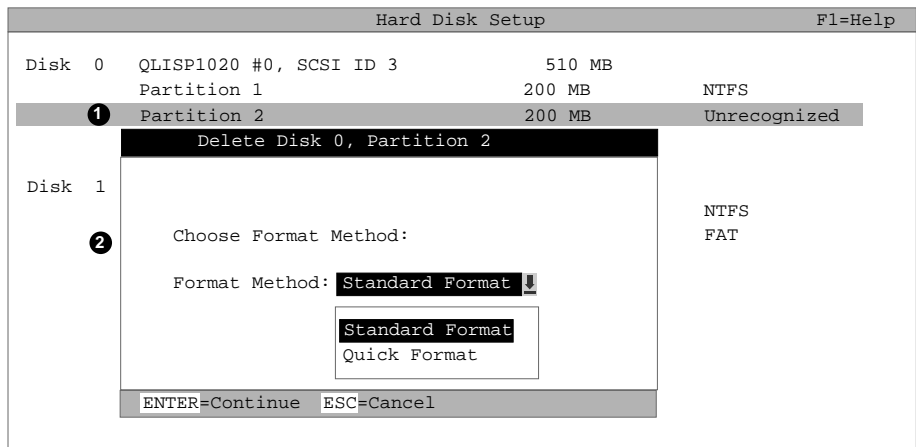 Hard Disk Setup F1=Help
Disk 0 QLISP1020 #0, SCSI ID 3 510 MB
Partition 1 200 MB NTFS
1 Partition 2 200 MB Unrecognized
Delete Disk 0, Partition 2
Disk 1
NTFS
2 Choose Format Method: FAT
Format Method: Standard Format
Standard Format
Quick Format
ENTER=Continue ESC=Cancel